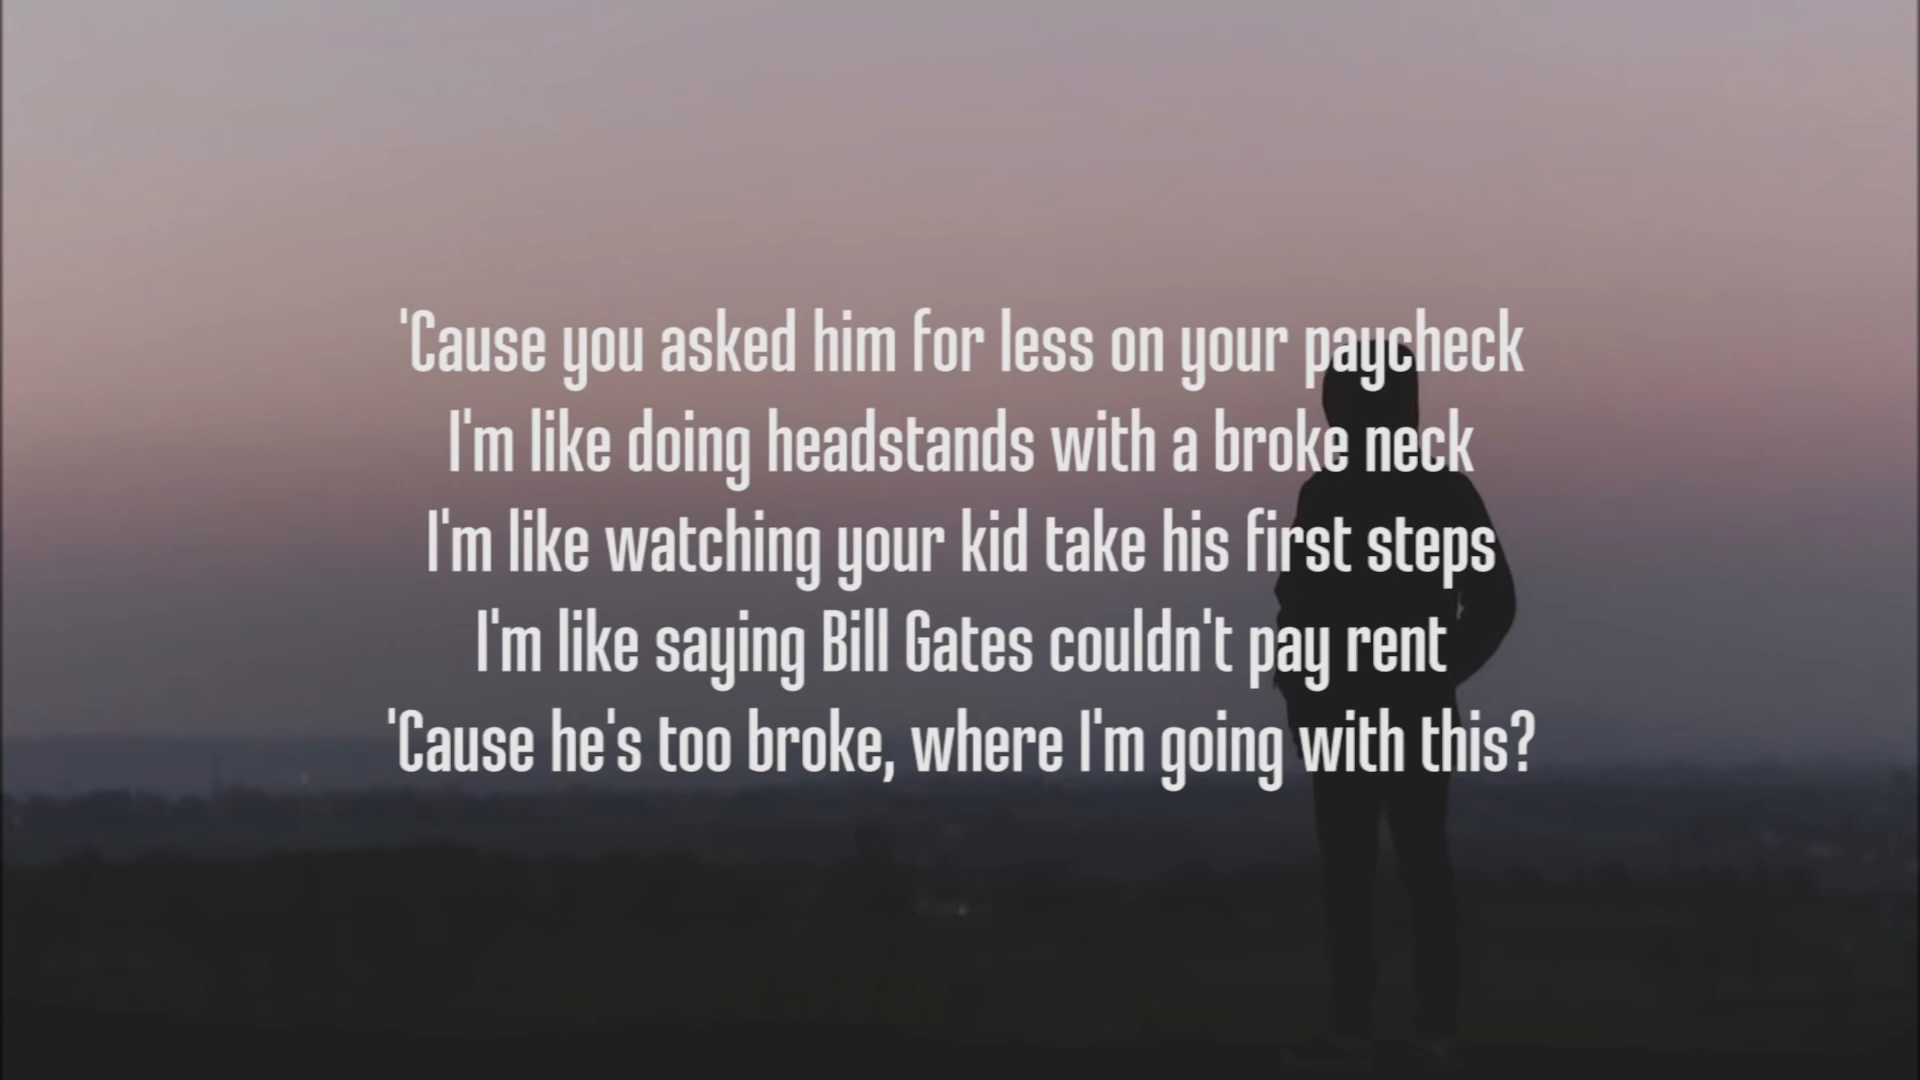 'Cause you asked him for less on your paycheck
I'm like doing headstands with a broke neck
I'm like watching your kid take his first steps
I'm like saying Bill Gates couldn't pay rent
'Cause he's too broke, where I'm going with this?